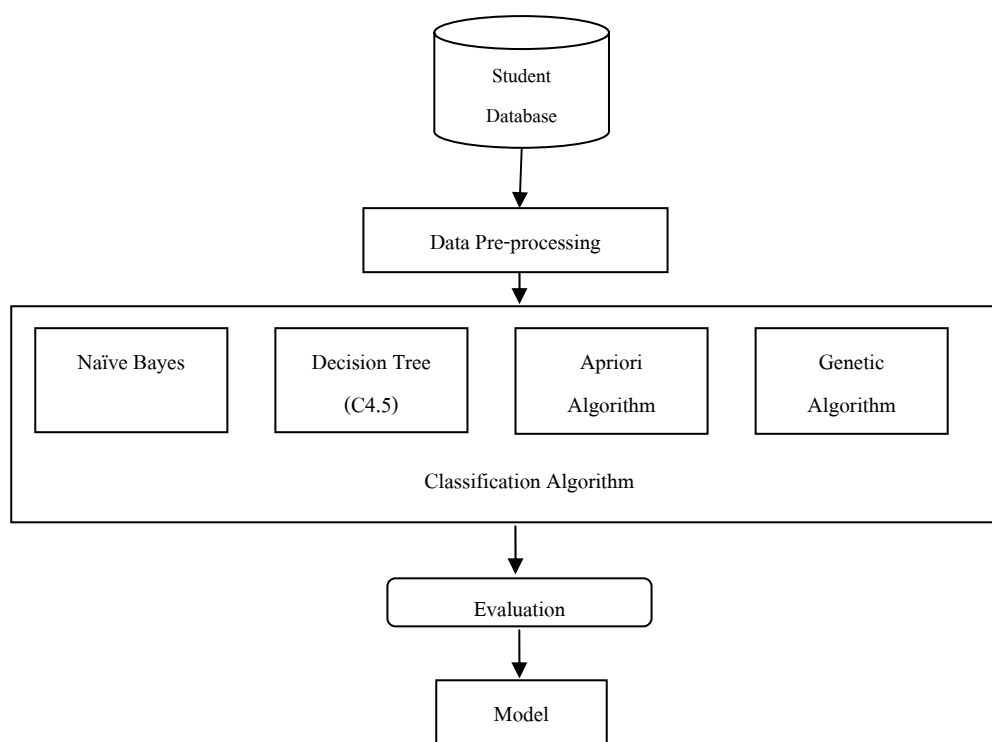 Student
Database
Data Pre-processing
Naïve Bayes
Decision Tree
(C4.5)
Apriori
Algorithm
Genetic
Algorithm
Classification Algorithm
Evaluation
Model